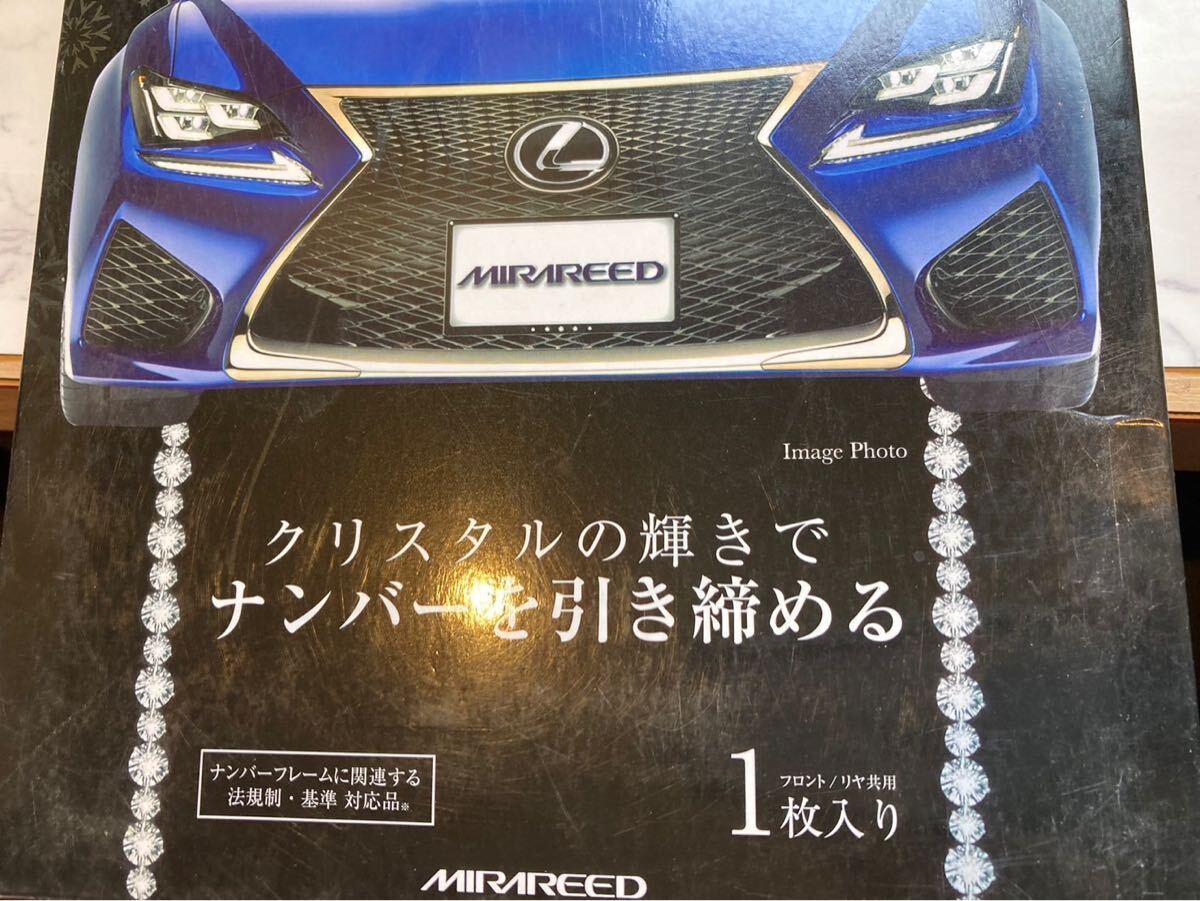 MIRAREED
Image Photo
クリスタルの輝きで
ナンバーを引き締める
ナンバーフレームに関連する
法規制・基準 対応品※
フロント/リヤ共用
1枚入り
MIRAREED